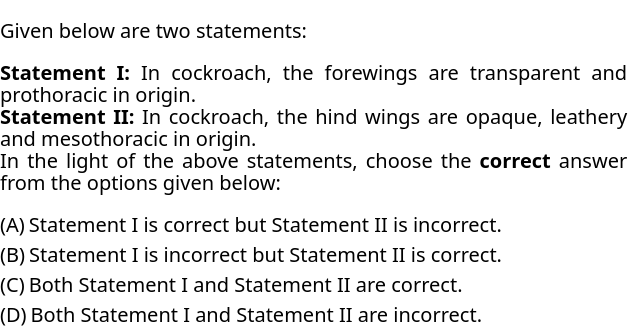 Given below are two statements:
Statement I: In cockroach, the forewings are transparent and
prothoracic in origin.
Statement II: In cockroach, the hind wings are opaque, leathery
and mesothoracic in origin.
In the light of the above statements, choose the correct answer
from the options given below:
(A) Statement I is correct but Statement II is incorrect.
(B) Statement I is incorrect but Statement II is correct.
(C) Both Statement I and Statement II are correct.
(D) Both Statement I and Statement II are incorrect.